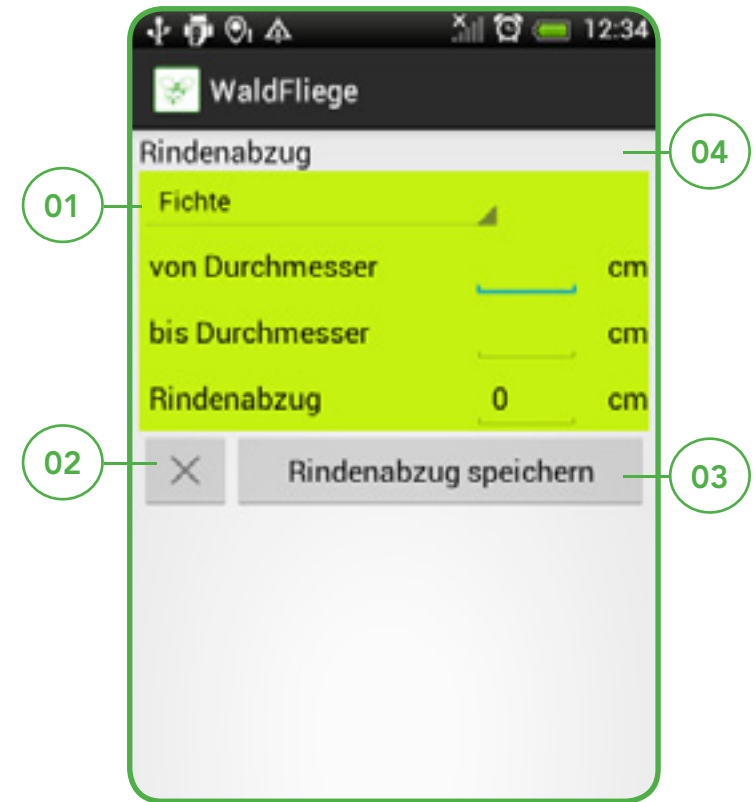 12:34
WaldFliege
Rindenabzug
04
01
Fichte
von Durchmesser cm
bis Durchmesser cm
Rindenabzug 0 cm
02
Rindenabzug speichern
03